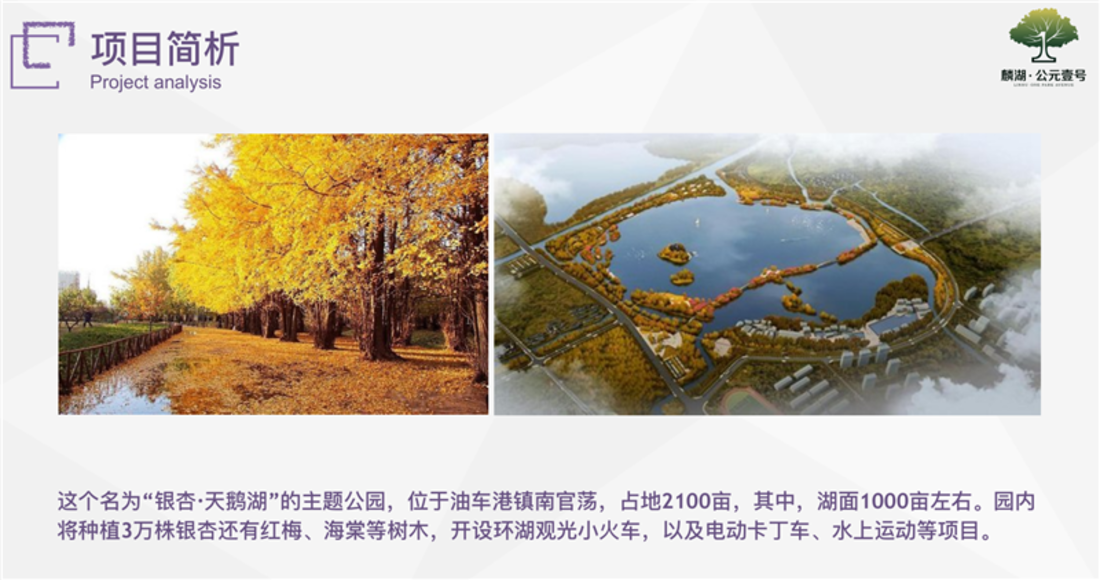 项目简析
Project analysis
麟湖·公元壹号
这个名为“银杏·天鹅湖”的主题公园，位于油车港镇南官荡，占地2100亩，其中，湖面1000亩左右。园内
将种植3万株银杏还有红梅、海棠等树木，开设环湖观光小火车，以及电动卡丁车、水上运动等项目。